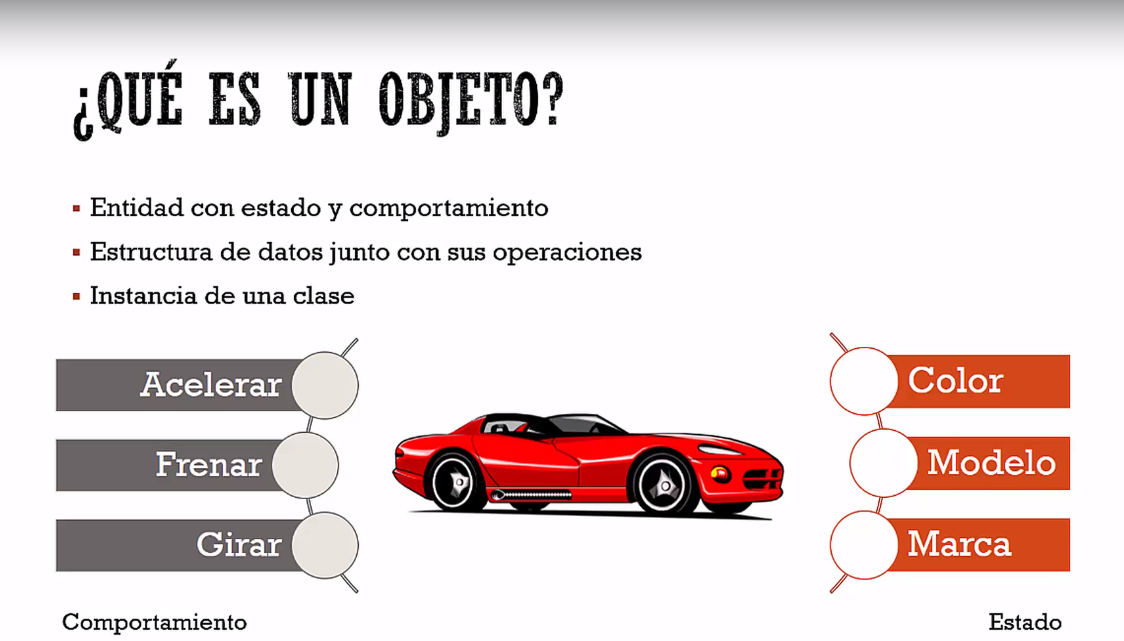 ¿QUÉ ES UN OBJETO?
Entidad con estado y comportamiento
Estructura de datos junto con sus operaciones
Instancia de una clase
Acelerar
Frenar
Girar
Comportamiento
Color
Modelo
Marca
Estado